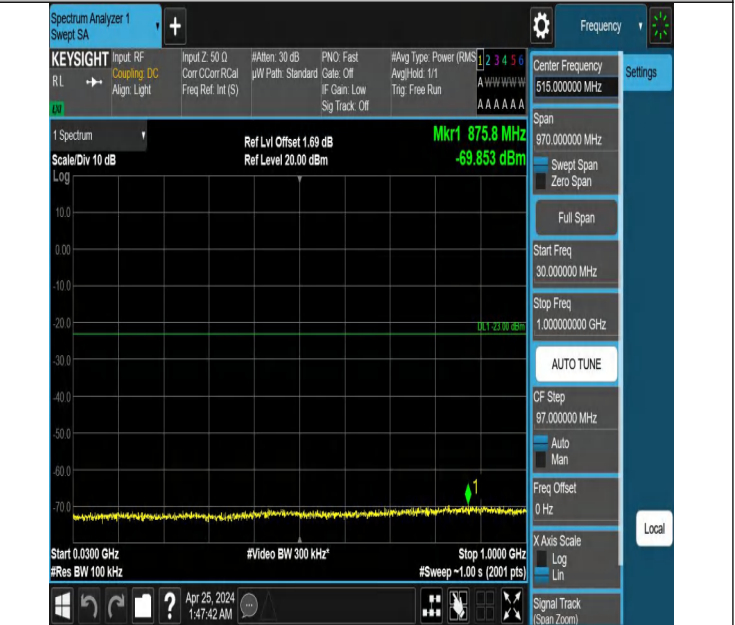 Spectrum Analyzer 1
Swept SA
+
Frequency
KEYSIGHT
RL
Input: RF
Coupling: DC
Align: Light
Input Z: 50 Ω
Corr CCorr RCal
Freq Ref: Int (S)
#Atten: 30 dB
µW Path: Standard
PNO: Fast
Gate: Off
IF Gain: Low
Sig Track: Off
#Avg Type: Power (RMS
Avg|Hold: 1/1
Trig: Free Run
1 2 3 4 5 6
A W W W W W
A A A A A A
1 Spectrum
Scale/Div 10 dB
Log
Ref Lvl Offset 1.69 dB
Ref Level 20.00 dBm
Mkr1 875.8 MHz
-69.853 dBm
10.0
0.00
-10.0
-20.0
-30.0
-40.0
-50.0
-60.0
-70.0
DL1 -23.00 dBm
1
Start 0.0300 GHz
#Res BW 100 kHz
#Video BW 300 kHz*
Stop 1.0000 GHz
#Sweep ~1.00 s (2001 pts)
Center Frequency
515.000000 MHz
Span
970.000000 MHz
Swept Span
Zero Span
Full Span
Start Freq
30.000000 MHz
Stop Freq
1.000000000 GHz
AUTO TUNE
CF Step
97.000000 MHz
Auto
Man
Freq Offset
0 Hz
X Axis Scale
Log
Lin
Signal Track
(Span Zoom)
Settings
Local
?
Apr 25, 2024
1:47:42 AM